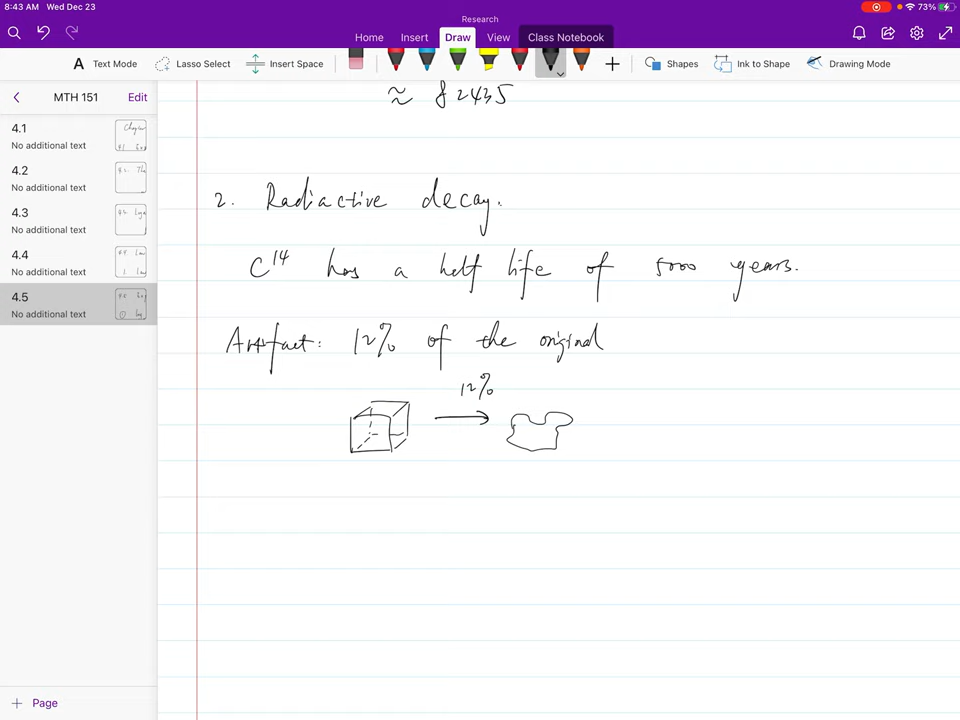 8:43 AM Wed Dec 23
73%
Research
Home Insert Draw View Class Notebook
Text Mode Lasso Select Insert Space Shapes Ink to Shape Drawing Mode
MTH 151 Edit
4.1
No additional text
4.2
No additional text
4.3
No additional text
4.4
No additional text
4.5
No additional text
Page
≈ 82435
2. Radiactive decay.
C14 has a half life of 5000 years.
Artifact: 12% of the original
12%